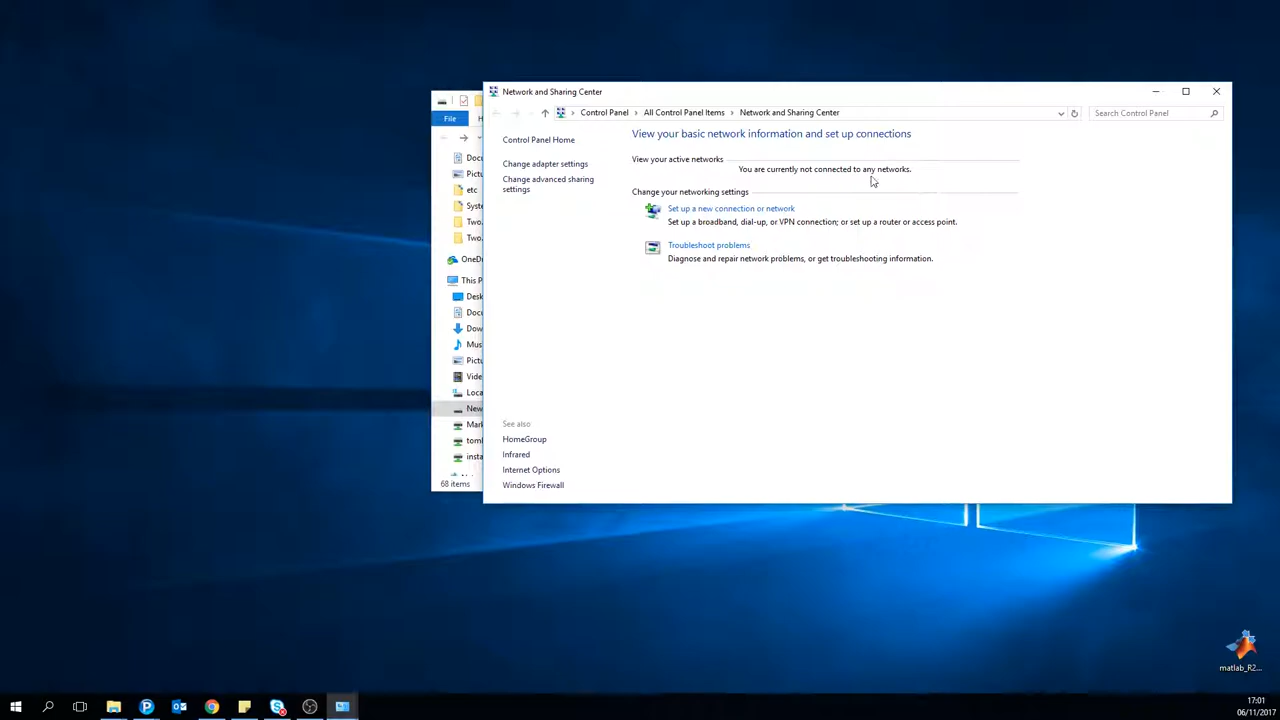 Network and Sharing Center
Control Panel
All Control Panel Items
Network and Sharing Center
Search Control Panel
File
Control Panel Home
Change adapter settings
Change advanced sharing
settings
View your basic network information and set up connections
View your active networks
You are currently not connected to any networks.
Change your networking settings
Set up a new connection or network
Set up a broadband, dial-up, or VPN connection; or set up a router or access point.
Troubleshoot problems
Diagnose and repair network problems, or get troubleshooting information.
See also
HomeGroup
Infrared
Internet Options
Windows Firewall
Docu
Pictu
etc
Syste
Two.
Two.
OneD
This P
Desk
Docu
Dow
Mus
Pictu
Vide
Loca
New
Mark
toml
insta
68 items
matlab_R2...
17:01
06/11/2017